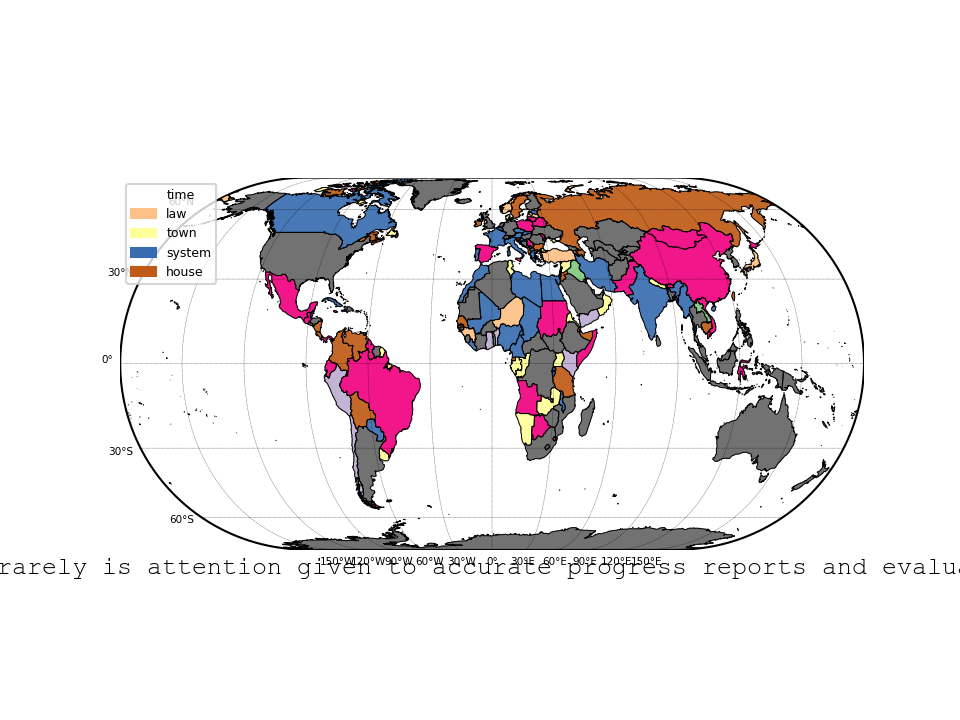 time
60°N
law
town
system
house
30°
0°
30°S
60°S
150°W 120°W 90°W 60°W 30°W 0° 30°E 60°E 90°E 120°E 150°E
rarely is attention given to accurate progress reports and